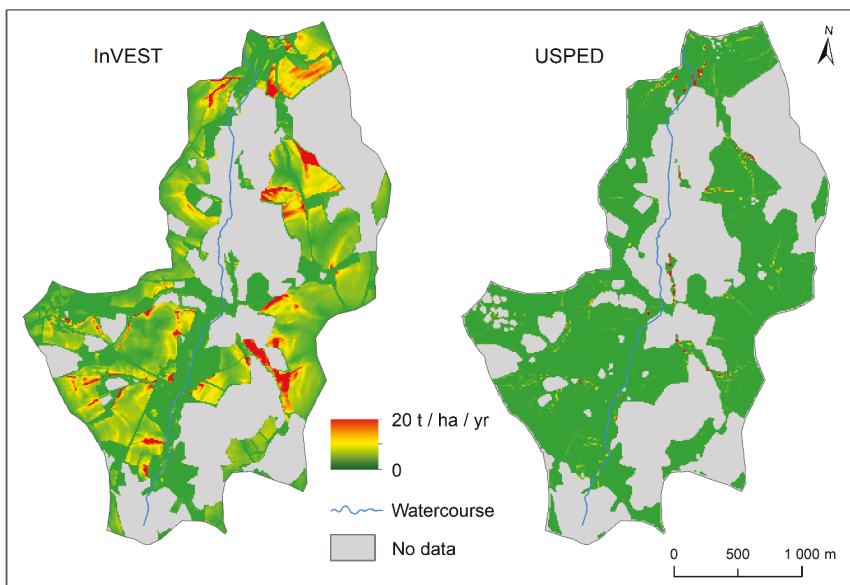 InVEST
USPED
N
20 t / ha / yr
0
Watercourse
No data
0 500 1 000 m